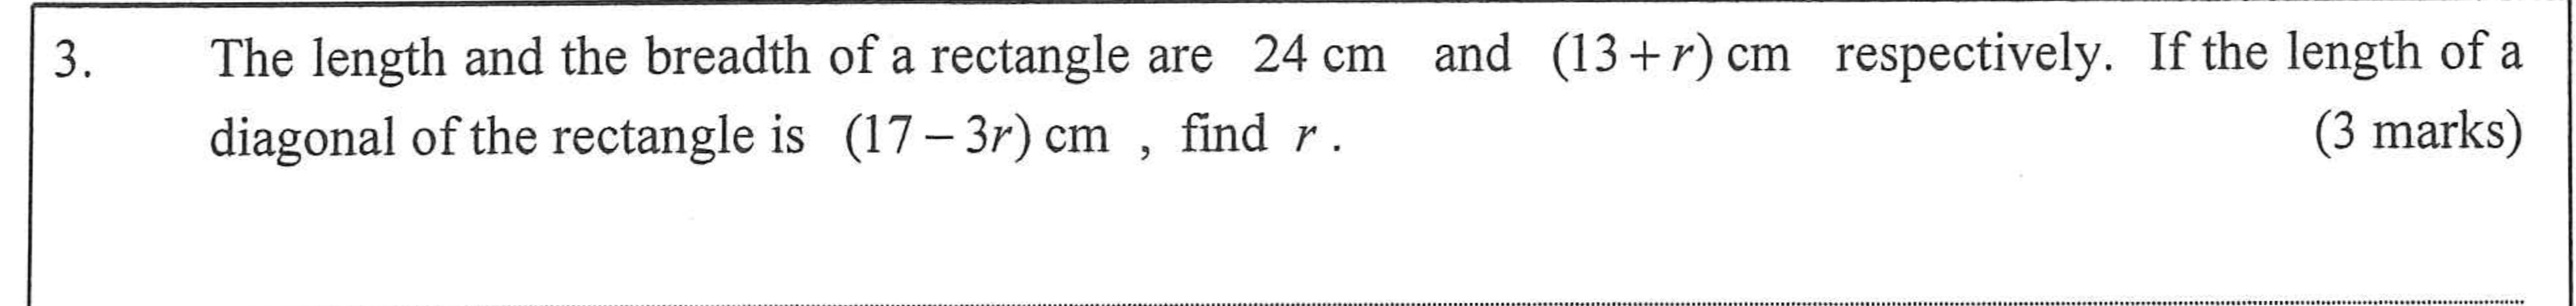 3. The length and the breadth of a rectangle are 24 cm and (13+r) cm respectively. If the length of a
diagonal of the rectangle is (17–3r) cm , find r . (3 marks)